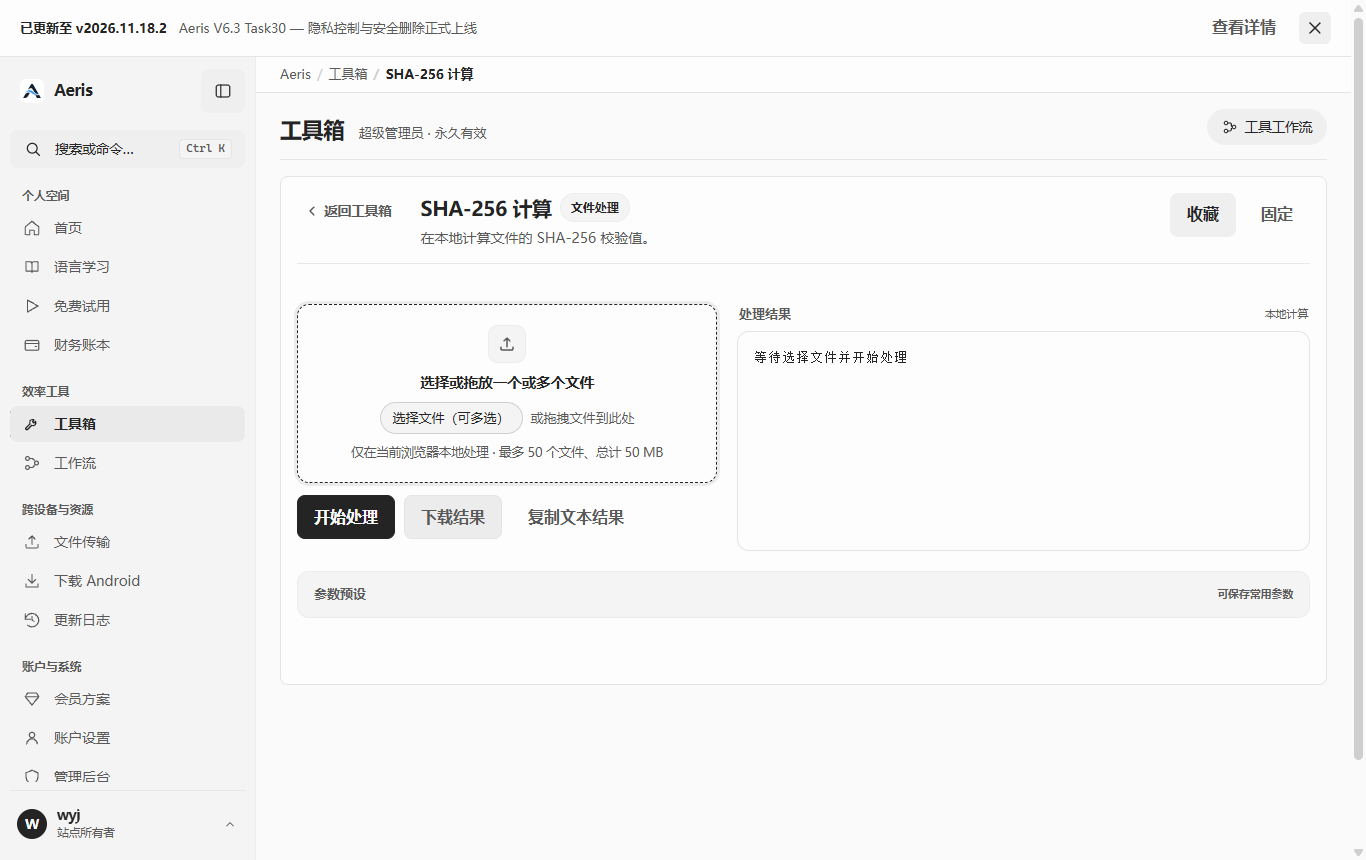 已更新至 v2026.11.18.2 Aeris V6.3 Task30 — 隐私控制与安全删除正式上线
查看详情
Aeris
搜索或命令... Ctrl K
个人空间
首页
语言学习
免费试用
财务账本
效率工具
工具箱
工作流
跨设备与资源
文件传输
下载 Android
更新日志
账户与系统
会员方案
账户设置
管理后台
W
wyj
站点所有者
Aeris / 工具箱 / SHA-256 计算
工具箱 超级管理员 · 永久有效
工具工作流
返回工具箱
SHA-256 计算 文件处理
在本地计算文件的 SHA-256 校验值。
收藏 固定
选择或拖放一个或多个文件
选择文件（可多选） 或拖拽文件到此处
仅在当前浏览器本地处理 · 最多 50 个文件、总计 50 MB
开始处理 下载结果 复制文本结果
处理结果 本地计算
等待选择文件并开始处理
参数预设 可保存常用参数